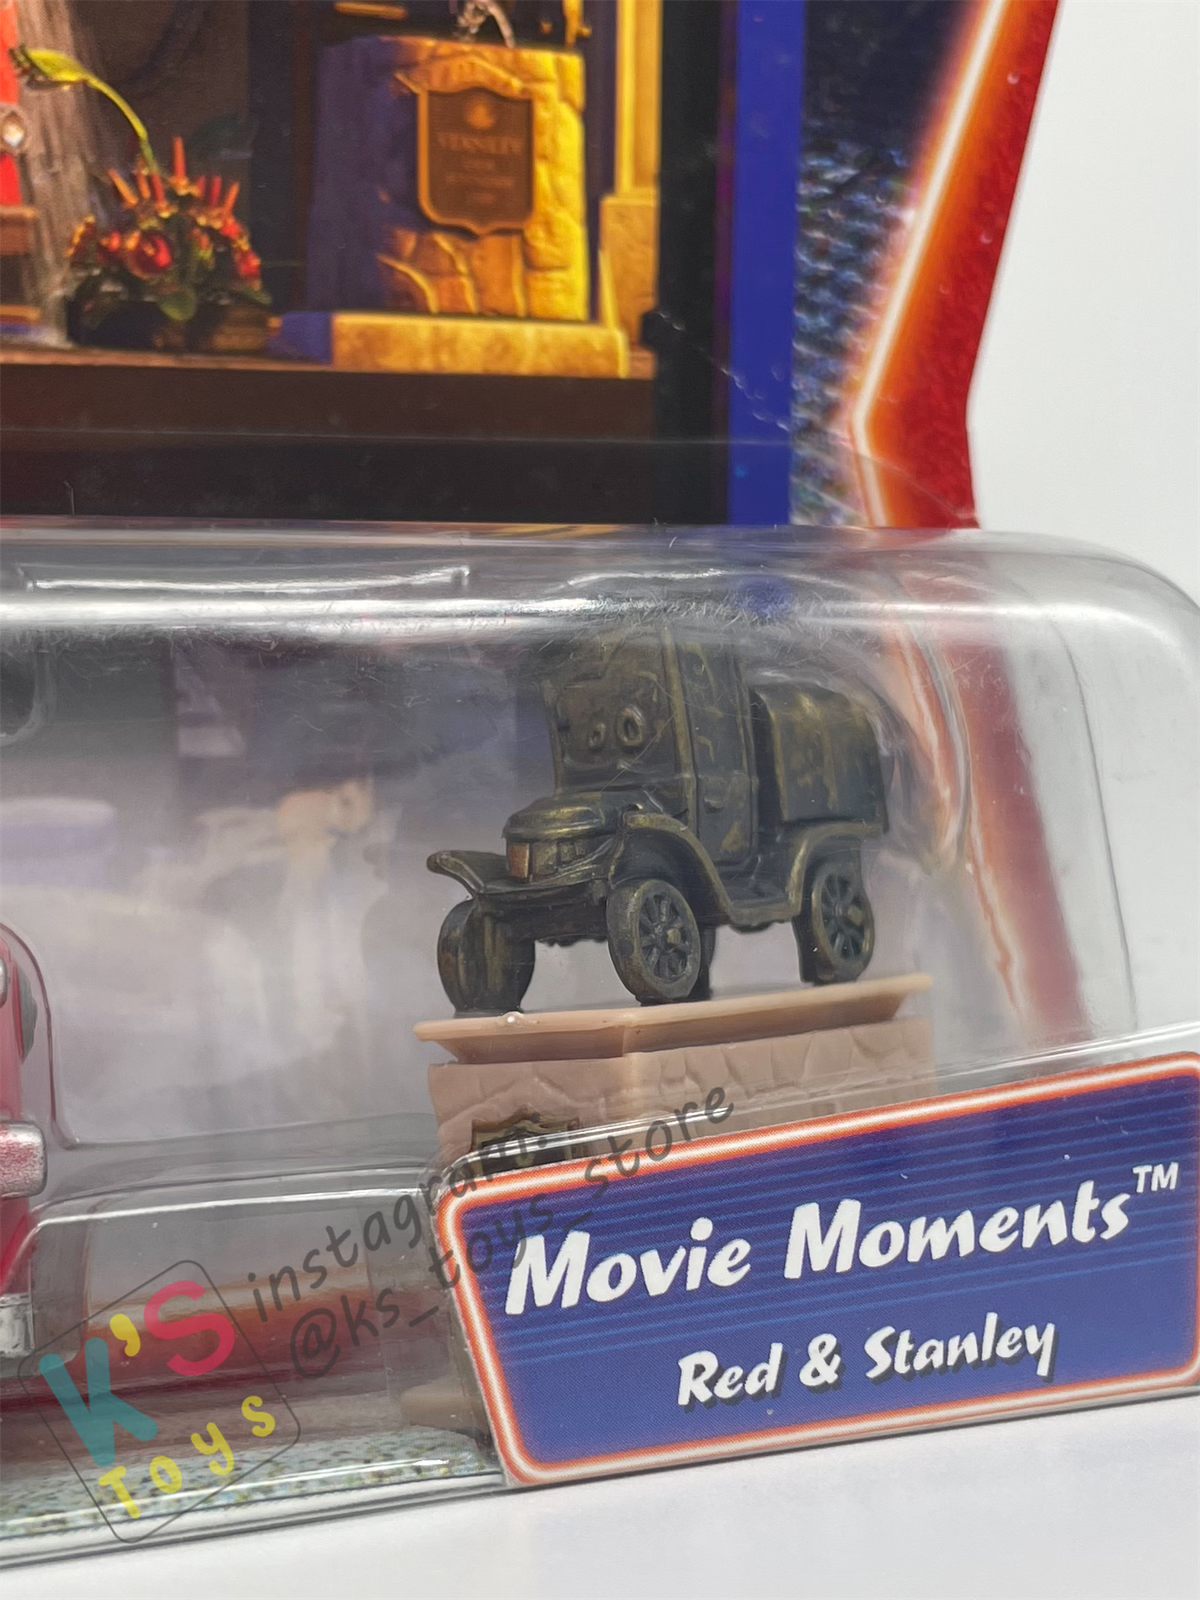 Movie Moments™
Red & Stanley
instagram:
@ks_toys_store
K'S
Toys